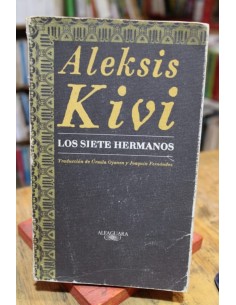 Aleksis
Kivi
LOS SIETE HERMANOS
Traducción de Ursula Ojanen y Joaquín Fernández
ALFAGUARA